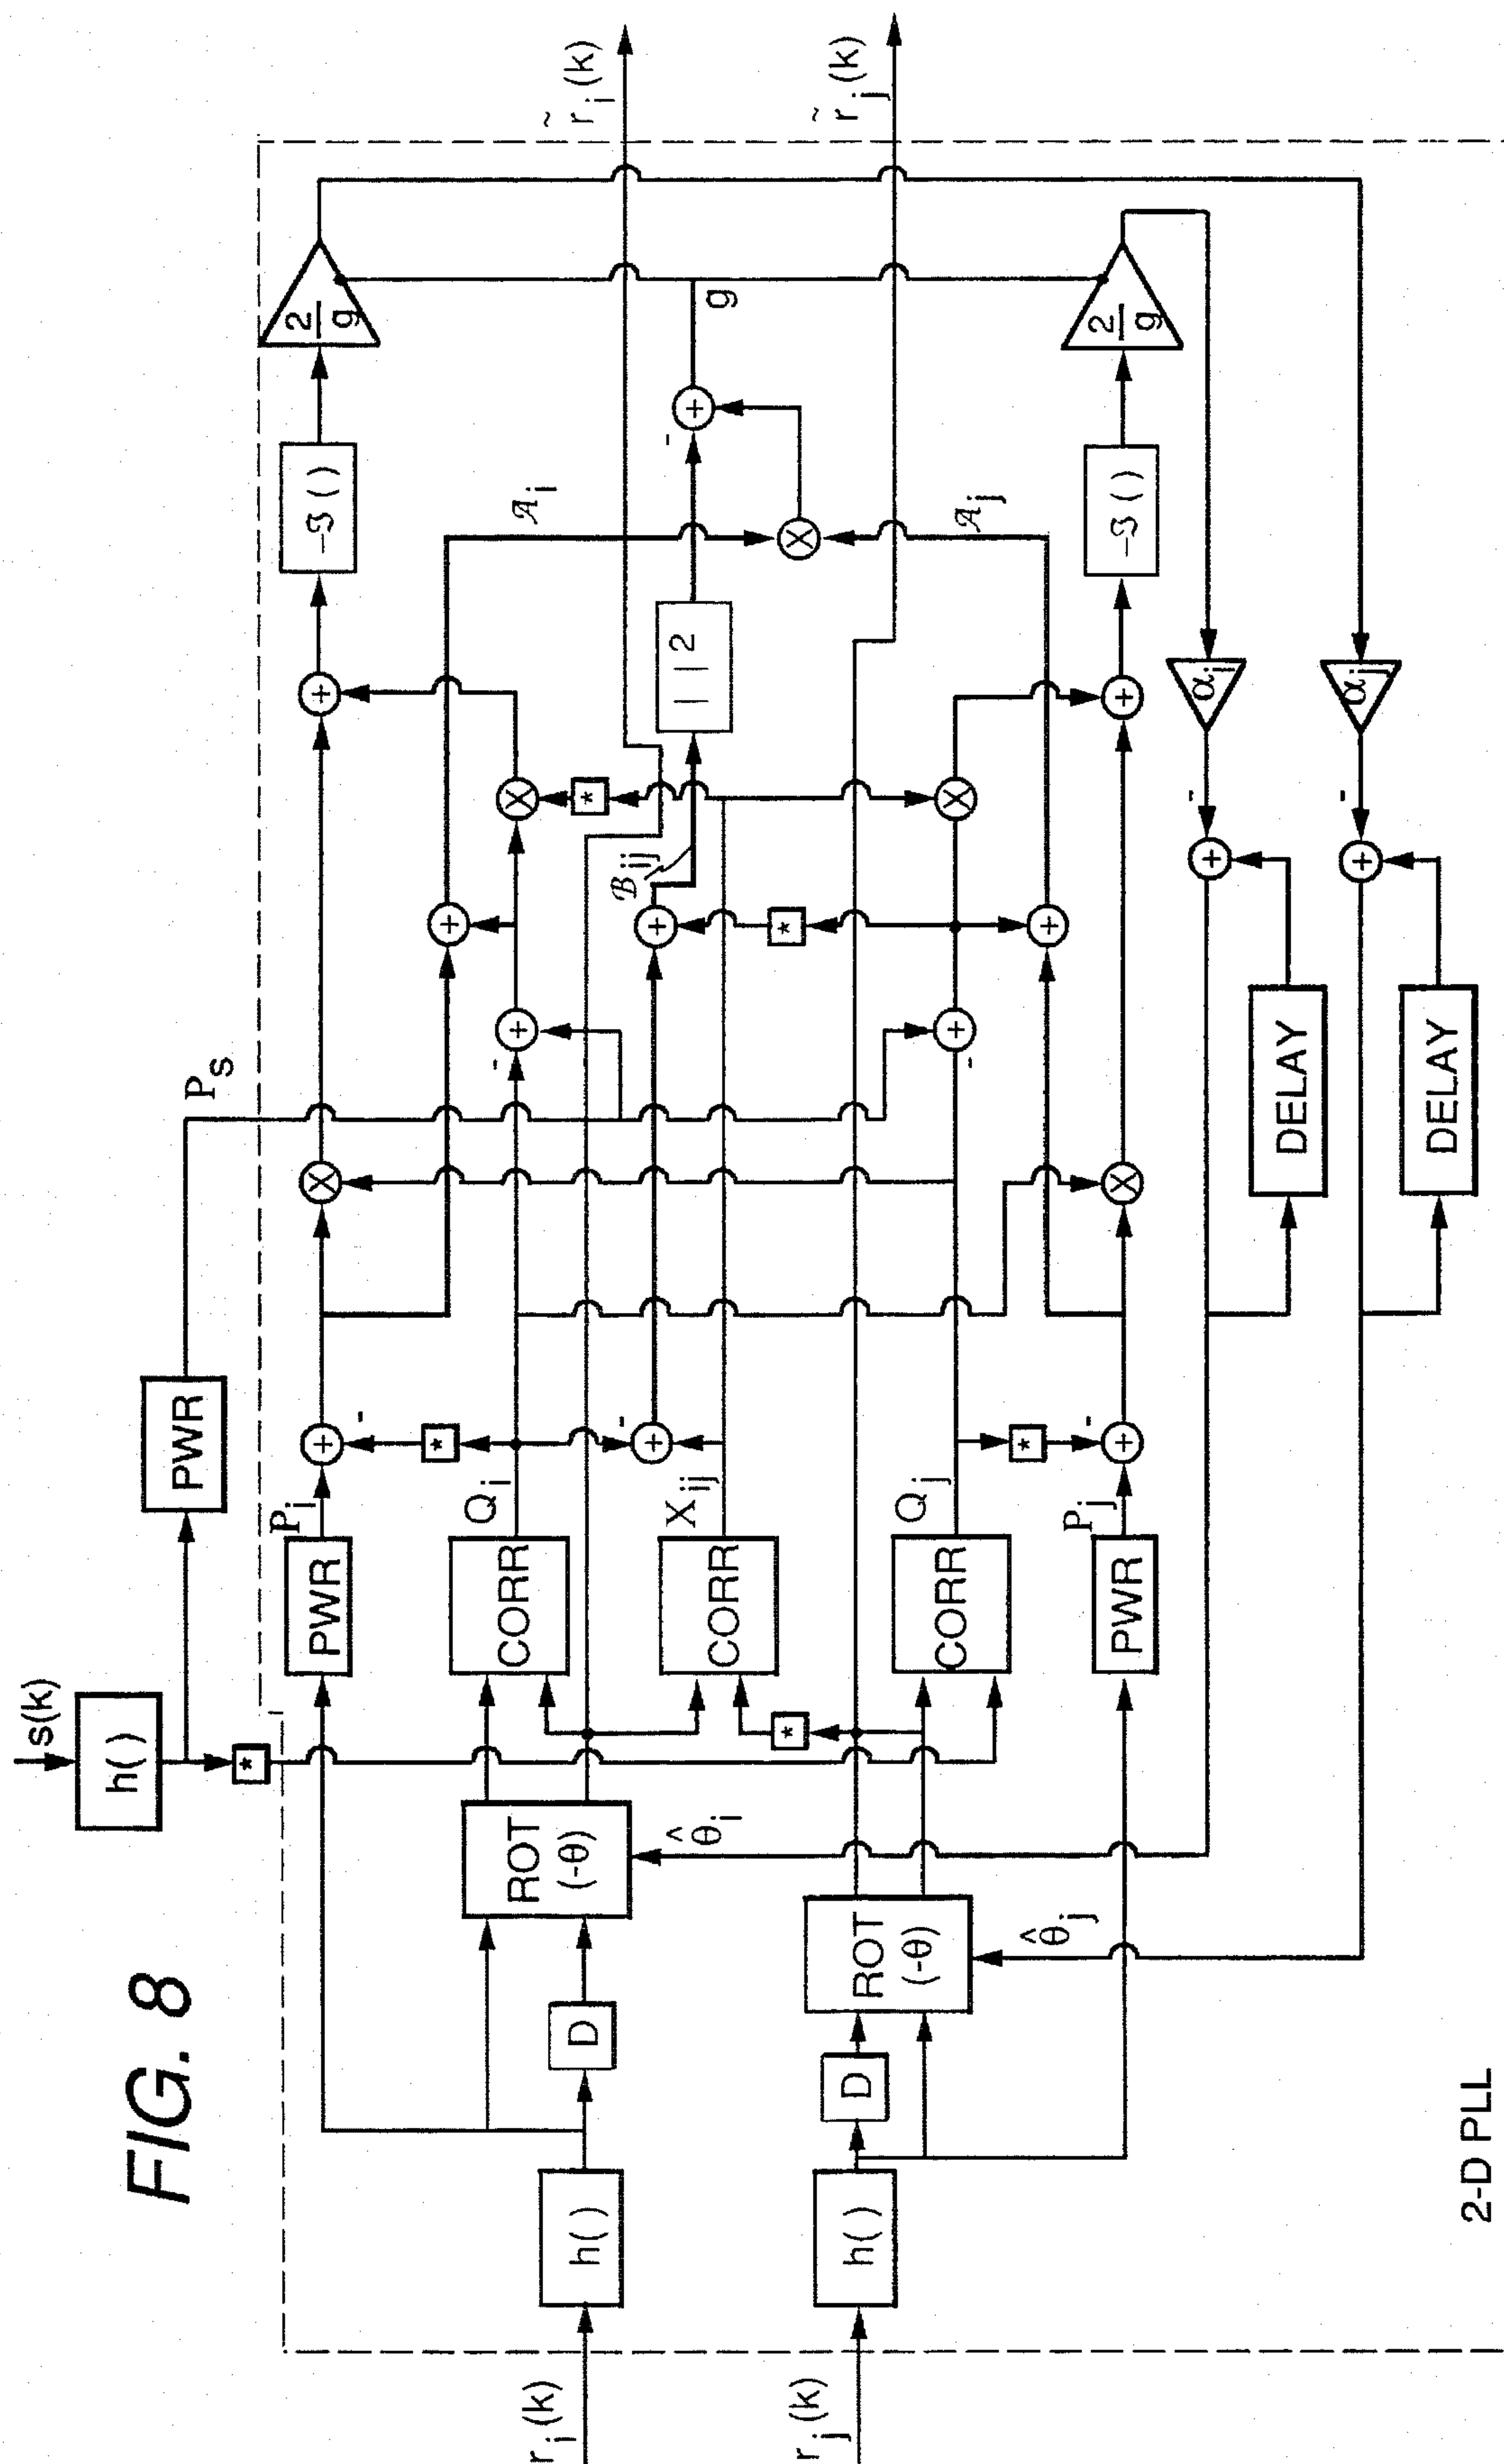 FIG. 8
s(k)
h( )
*
PWR
P_s
r_i(k)
h( )
D
ROT
(-θ)
θ̂_i
PWR
P_i
CORR
Q_i
CORR
X_ij
r_j(k)
h( )
D
ROT
(-θ)
θ̂_j
*
CORR
Q_j
PWR
P_j
+
-
*
-
+
*
-
+
X
X
-
+
+
-
+
+
*
+
ℬ_ij
X
*
X
+
| |²
+
𝒜_i
X
𝒜_j
-ℑ( )
-ℑ( )
-
+
g
2/g
2/g
r̃_i(k)
r̃_j(k)
α_i
-
+
DELAY
α_j
-
+
DELAY
2-D PLL